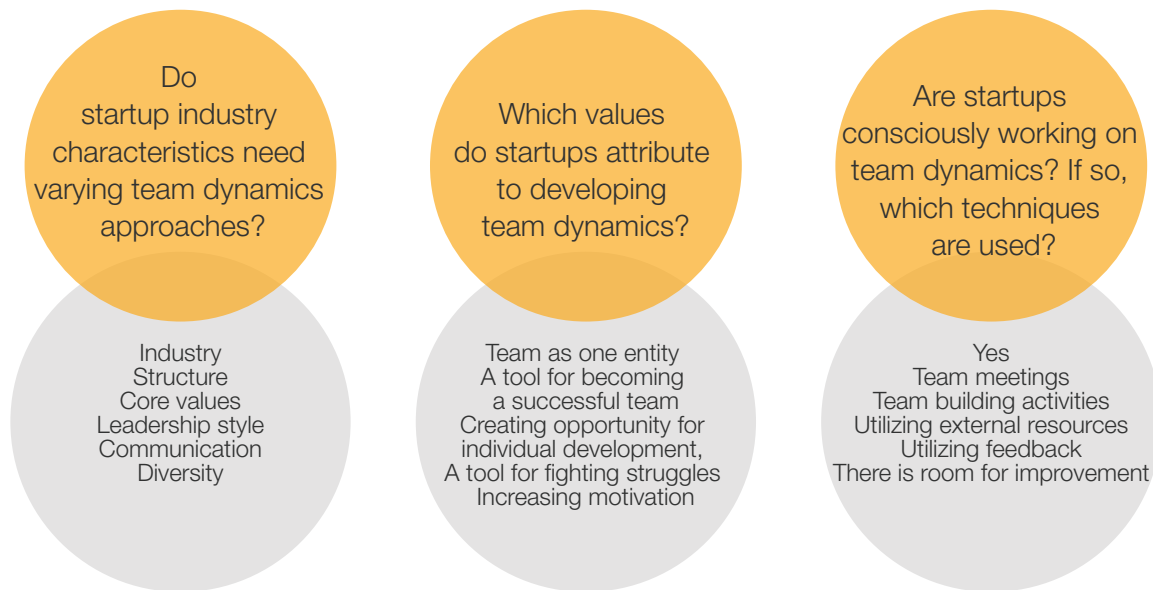 Do
startup industry
characteristics need
varying team dynamics
approaches?
Industry
Structure
Core values
Leadership style
Communication
Diversity
Which values
do startups attribute
to developing
team dynamics?
Team as one entity
A tool for becoming
a successful team
Creating opportunity for
individual development,
A tool for fighting struggles
Increasing motivation
Are startups
consciously working on
team dynamics? If so,
which techniques
are used?
Yes
Team meetings
Team building activities
Utilizing external resources
Utilizing feedback
There is room for improvement